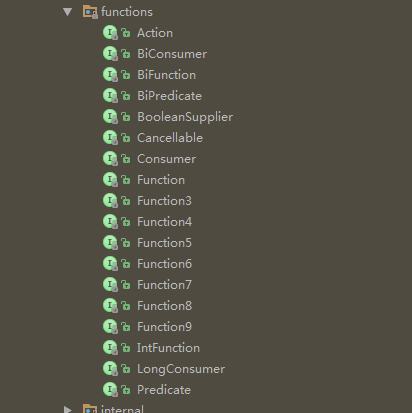 functions
Action
BiConsumer
BiFunction
BiPredicate
BooleanSupplier
Cancellable
Consumer
Function
Function3
Function4
Function5
Function6
Function7
Function8
Function9
IntFunction
LongConsumer
Predicate
internal